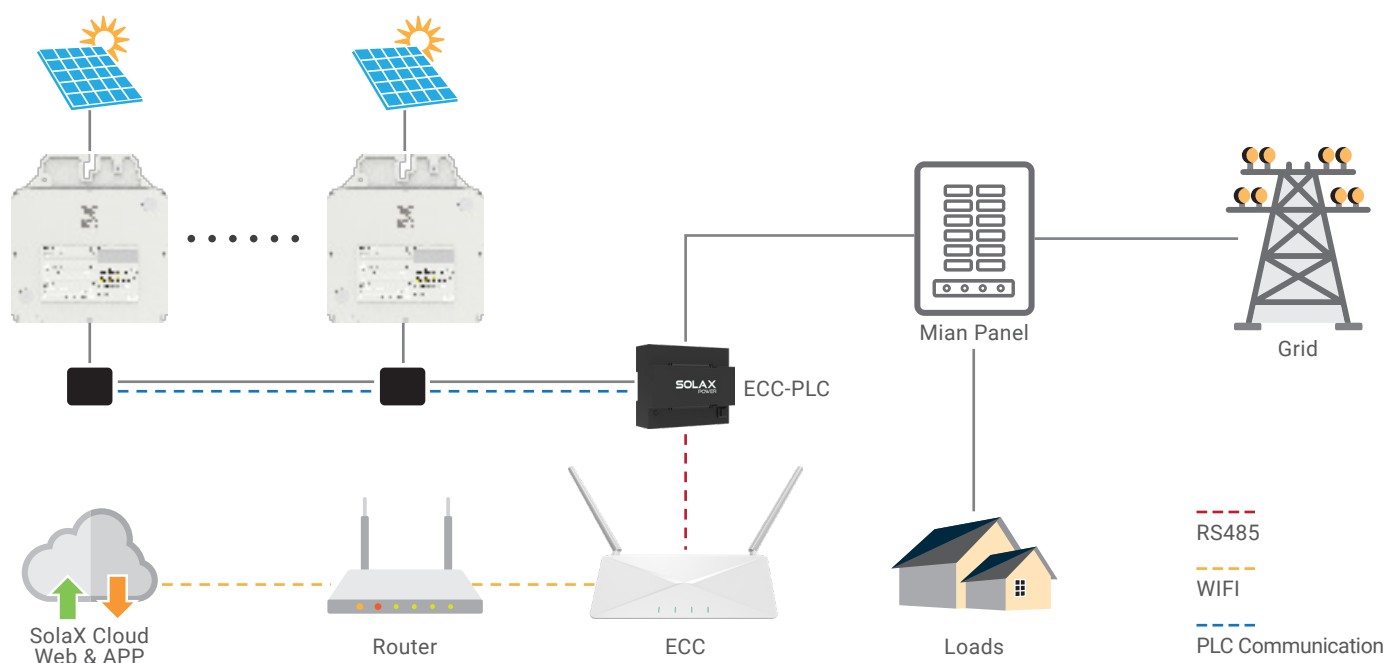 Mian Panel
Grid
SOLAX
POWER
ECC-PLC
RS485
WIFI
PLC Communication
SolaX Cloud
Web & APP
Router
ECC
Loads